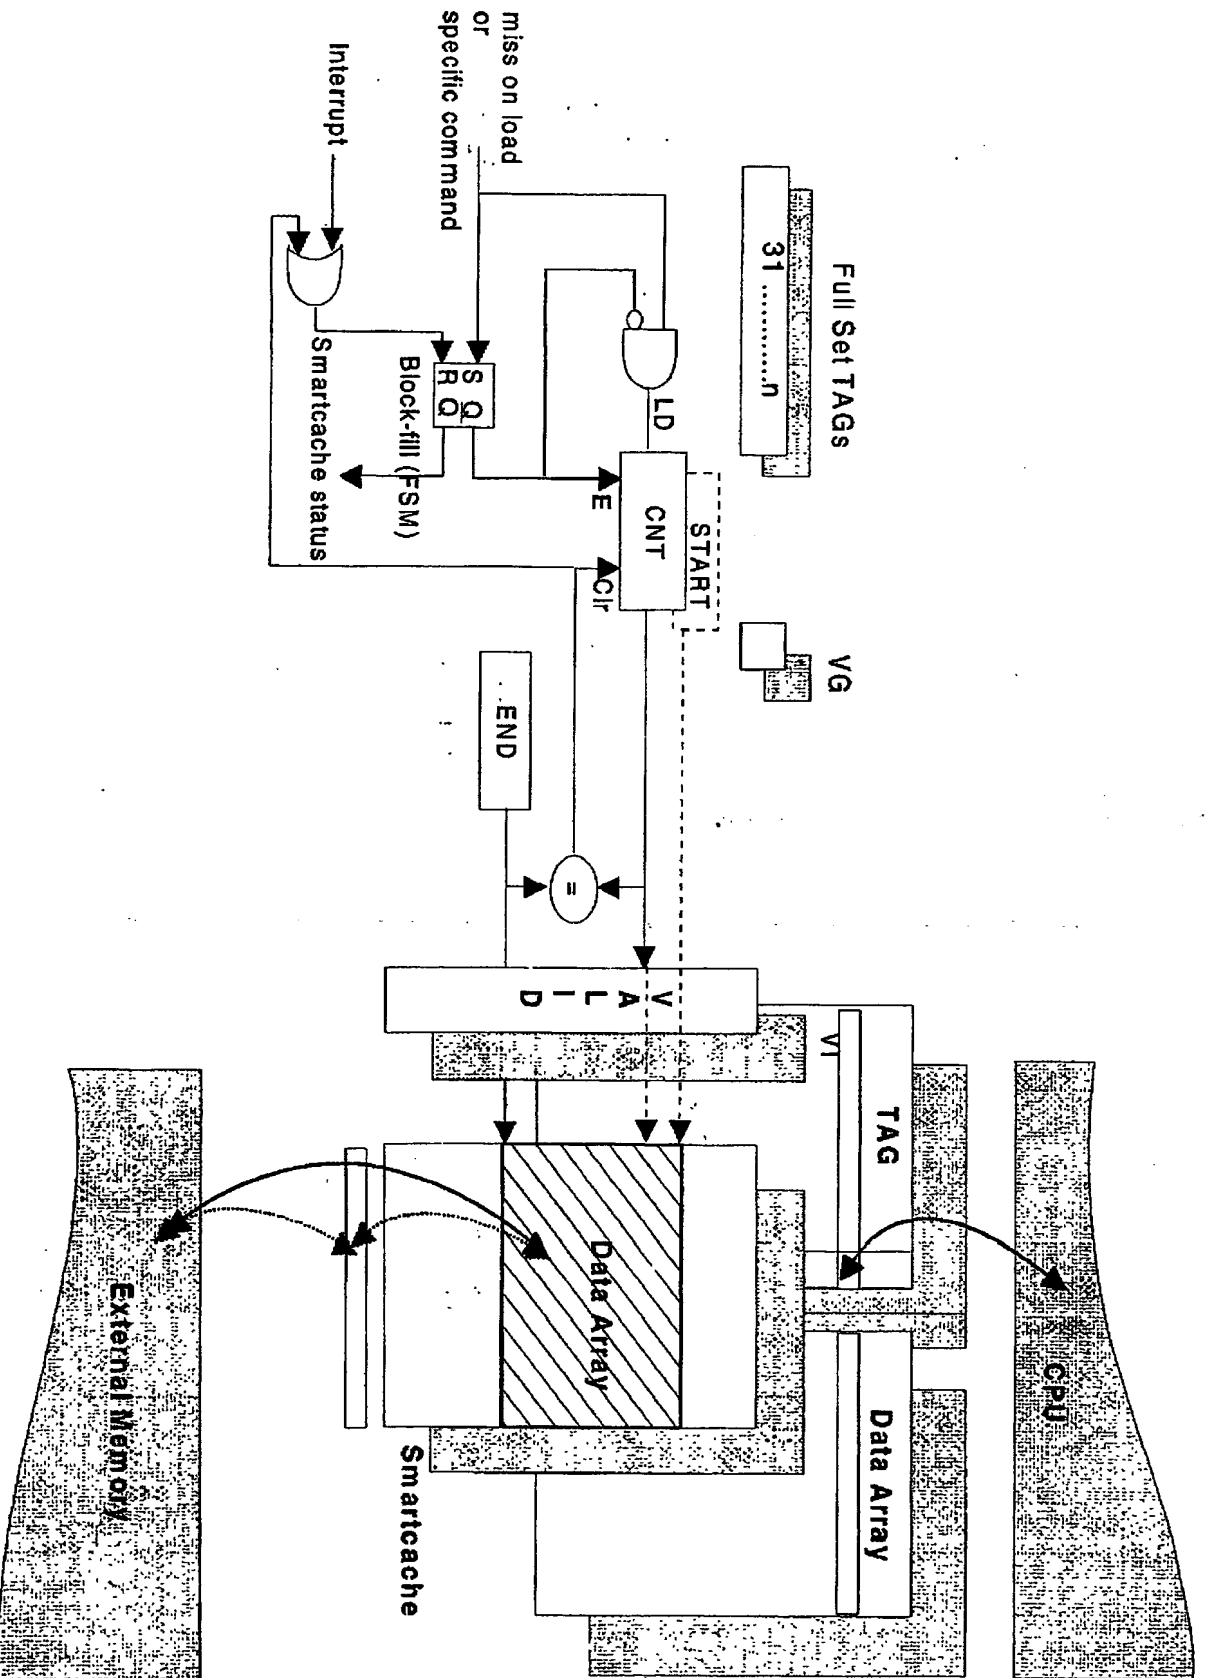 Full Set TAGs
31 ............n
VG
CPU
TAG
VI
Data Array
START
LD
CNT
E
Clr
miss on load
or
specific command
S Q
R Q
Block-fill (FSM)
Interrupt
Smartcache status
END
=
VALID
Data Array
Smartcache
External Memory